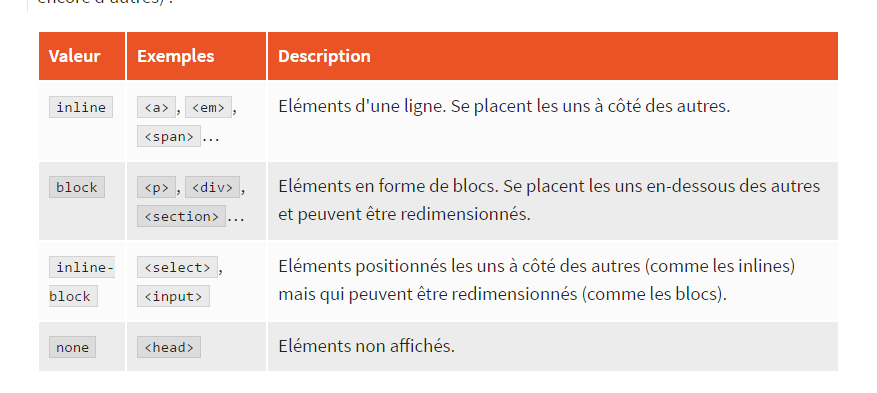 encore d'autres) :
Valeur Exemples Description
inline <a> , <em> , Eléments d'une ligne. Se placent les uns à côté des autres.
<span> ...
block <p> , <div> , Eléments en forme de blocs. Se placent les uns en-dessous des autres
<section> ... et peuvent être redimensionnés.
inline- <select> , Eléments positionnés les uns à côté des autres (comme les inlines)
block <input> mais qui peuvent être redimensionnés (comme les blocs).
none <head> Eléments non affichés.